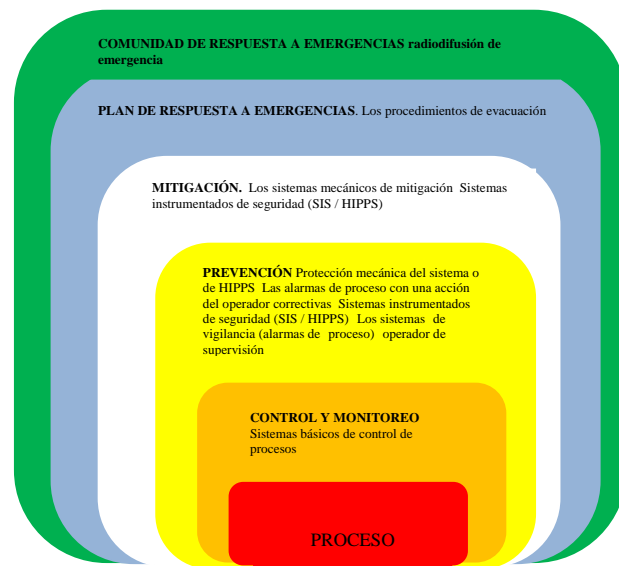 COMUNIDAD DE RESPUESTA A EMERGENCIAS radiodifusión de
emergencia
PLAN DE RESPUESTA A EMERGENCIAS. Los procedimientos de evacuación
MITIGACIÓN. Los sistemas mecánicos de mitigación Sistemas
instrumentados de seguridad (SIS / HIPPS)
PREVENCIÓN Protección mecánica del sistema o
de HIPPS Las alarmas de proceso con una acción
del operador correctivas Sistemas instrumentados
de seguridad (SIS / HIPPS) Los sistemas de
vigilancia (alarmas de proceso) operador de
supervisión
CONTROL Y MONITOREO
Sistemas básicos de control de
procesos
PROCESO